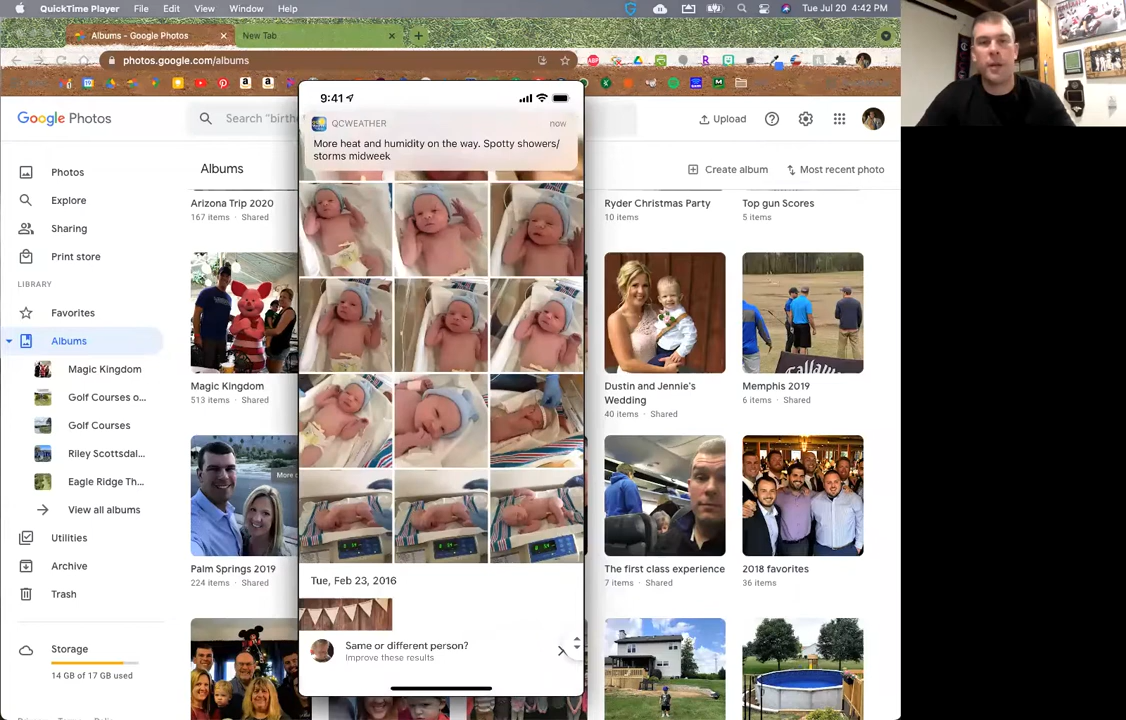 QuickTime Player File Edit View Window Help
Tue Jul 20 4:42 PM
Albums - Google Photos
New Tab
photos.google.com/albums
Google Photos
Search "birthd
Upload
Photos
Explore
Sharing
Print store
LIBRARY
Favorites
Albums
Magic Kingdom
Golf Courses o...
Golf Courses
Riley Scottsdal...
Eagle Ridge Th...
View all albums
Utilities
Archive
Trash
Storage
14 GB of 17 GB used
Albums
Create album
Most recent photo
Arizona Trip 2020
167 items · Shared
Ryder Christmas Party
10 items
Top gun Scores
5 items
Magic Kingdom
513 items · Shared
Dustin and Jennie's
Wedding
40 items · Shared
Memphis 2019
6 items · Shared
Callaway
More c
Palm Springs 2019
224 items · Shared
The first class experience
7 items · Shared
2018 favorites
36 items
9:41
QCWEATHER
now
More heat and humidity on the way. Spotty showers/
storms midweek
Tue, Feb 23, 2016
Same or different person?
Improve these results